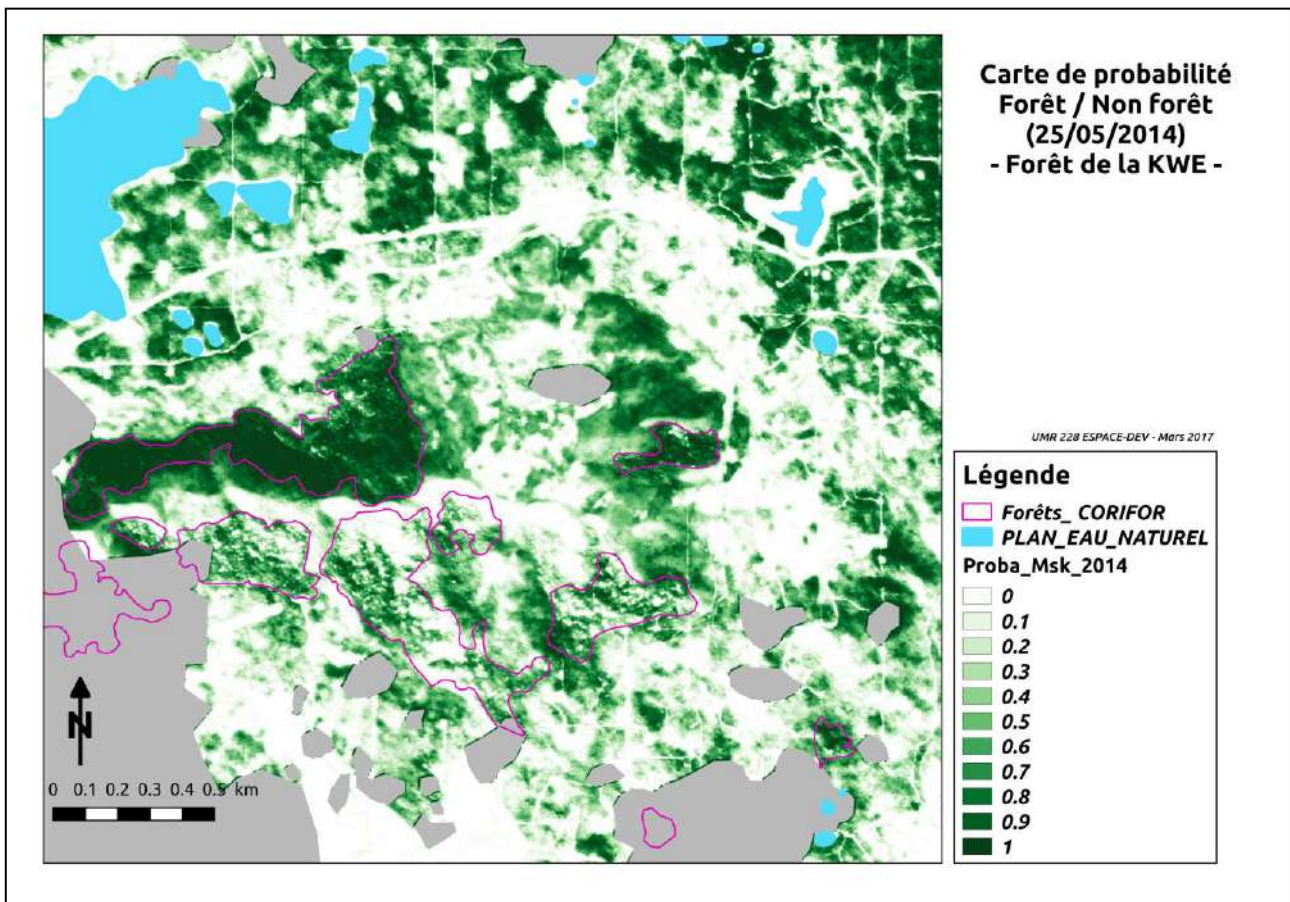 Carte de probabilité
Forêt / Non forêt
(25/05/2014)
- Forêt de la KWE -
UMR 228 ESPACE-DEV - Mars 2017
Légende
Forêts_ CORIFOR
PLAN_EAU_NATUREL
Proba_Msk_2014
0
0.1
0.2
0.3
0.4
0.5
0.6
0.7
0.8
0.9
1
N
0 0.1 0.2 0.3 0.4 0.5 km